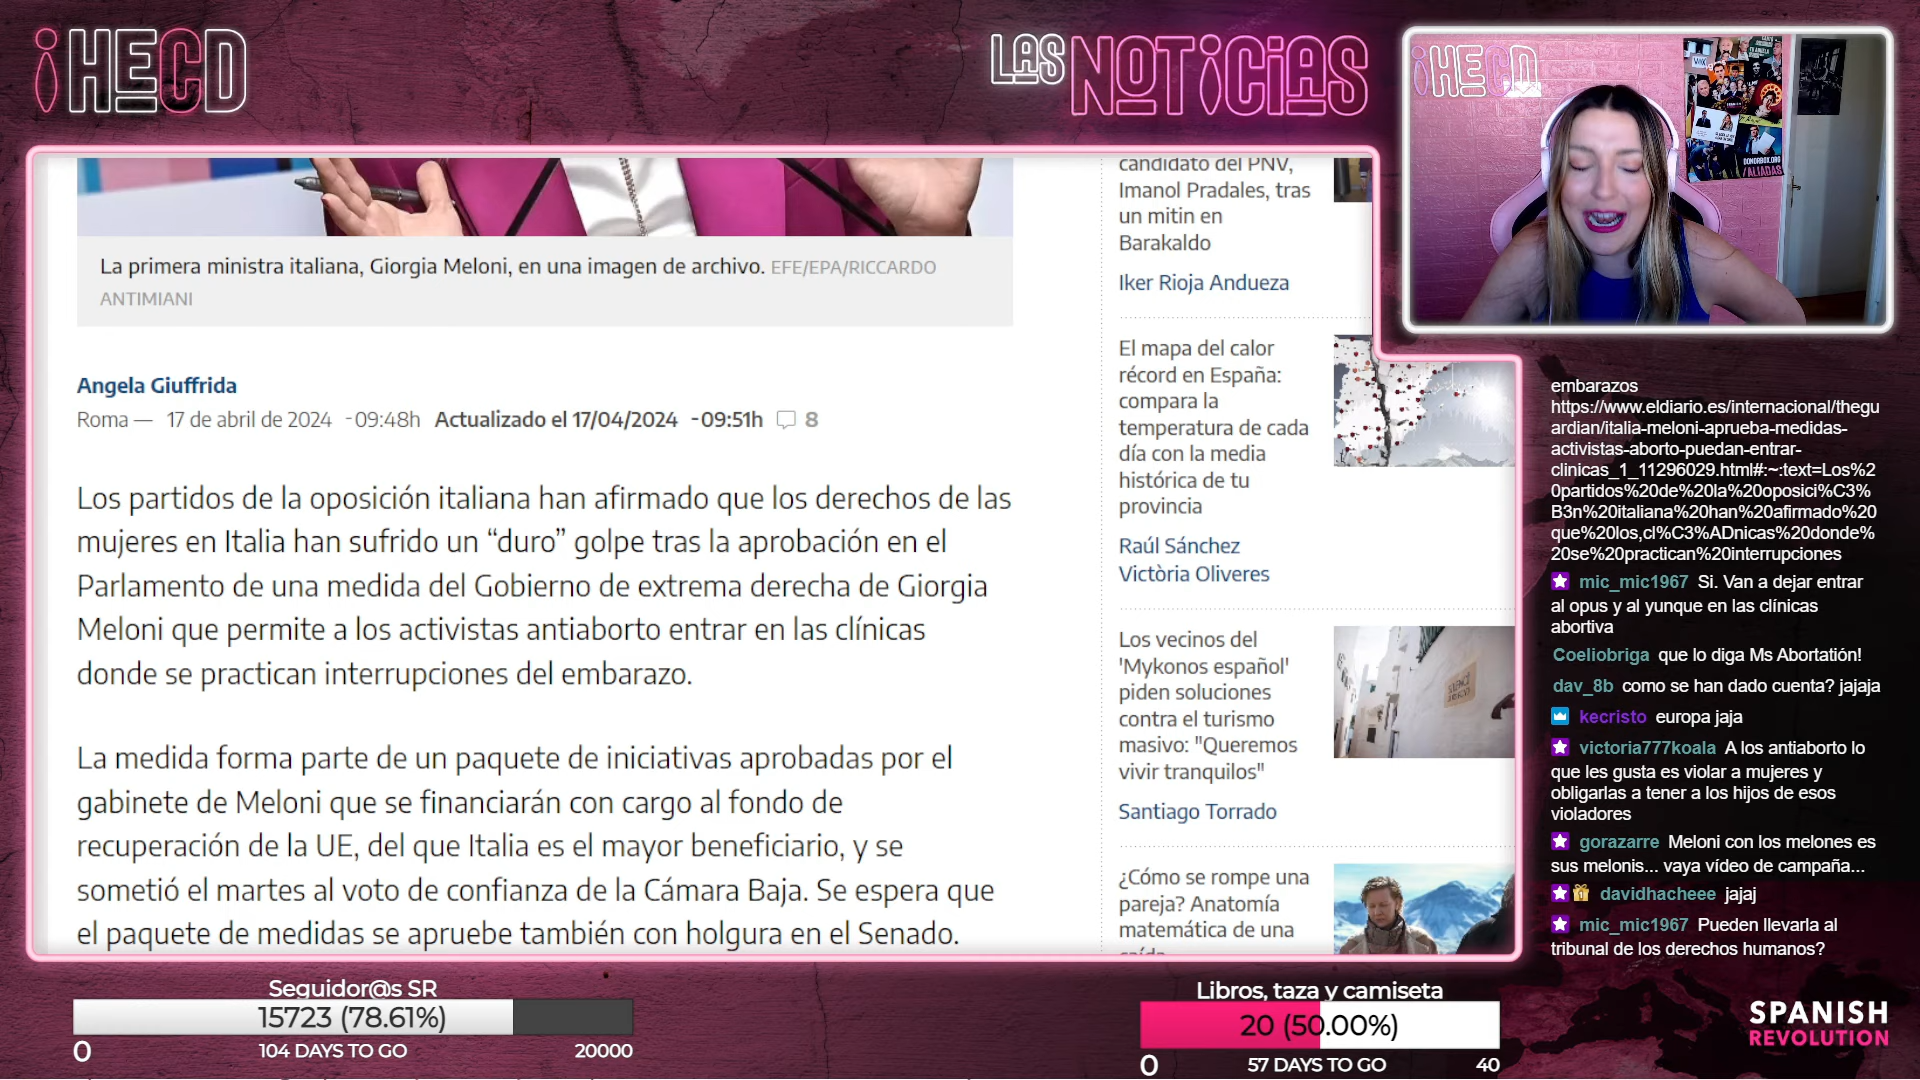 ¡HECD
LAS NOTICIAS
¡HECD
DONORBOX.ORG
/ALIADAS
La primera ministra italiana, Giorgia Meloni, en una imagen de archivo. EFE/EPA/RICCARDO
ANTIMIANI
Angela Giuffrida
Roma — 17 de abril de 2024 -09:48h Actualizado el 17/04/2024 -09:51h 8
Los partidos de la oposición italiana han afirmado que los derechos de las
mujeres en Italia han sufrido un “duro” golpe tras la aprobación en el
Parlamento de una medida del Gobierno de extrema derecha de Giorgia
Meloni que permite a los activistas antiaborto entrar en las clínicas
donde se practican interrupciones del embarazo.
La medida forma parte de un paquete de iniciativas aprobadas por el
gabinete de Meloni que se financiarán con cargo al fondo de
recuperación de la UE, del que Italia es el mayor beneficiario, y se
sometió el martes al voto de confianza de la Cámara Baja. Se espera que
el paquete de medidas se apruebe también con holgura en el Senado.
candidato del PNV,
Imanol Pradales, tras
un mitin en
Barakaldo
Iker Rioja Andueza
El mapa del calor
récord en España:
compara la
temperatura de cada
día con la media
histórica de tu
provincia
Raúl Sánchez
Victòria Oliveres
Los vecinos del
'Mykonos español'
piden soluciones
contra el turismo
masivo: "Queremos
vivir tranquilos"
Santiago Torrado
¿Cómo se rompe una
pareja? Anatomía
matemática de una
caída
embarazos
https://www.eldiario.es/internacional/thegu
ardian/italia-meloni-aprueba-medidas-
activistas-aborto-puedan-entrar-
clinicas_1_11296029.html#:~:text=Los%2
0partidos%20de%20la%20oposici%C3%
B3n%20italiana%20han%20afirmado%20
que%20los,cl%C3%ADnicas%20donde%
20se%20practican%20interrupciones
mic_mic1967 Si. Van a dejar entrar
al opus y al yunque en las clínicas
abortiva
Coeliobriga que lo diga Ms Abortatión!
dav_8b como se han dado cuenta? jajaja
kecristo europa jaja
victoria777koala A los antiaborto lo
que les gusta es violar a mujeres y
obligarlas a tener a los hijos de esos
violadores
gorazarre Meloni con los melones es
sus melonis... vaya vídeo de campaña...
davidhacheee jajaj
mic_mic1967 Pueden llevarla al
tribunal de los derechos humanos?
Seguidor@s SR
15723 (78.61%)
0 104 DAYS TO GO 20000
Libros, taza y camiseta
20 (50.00%)
0 57 DAYS TO GO 40
SPANISH
REVOLUTION